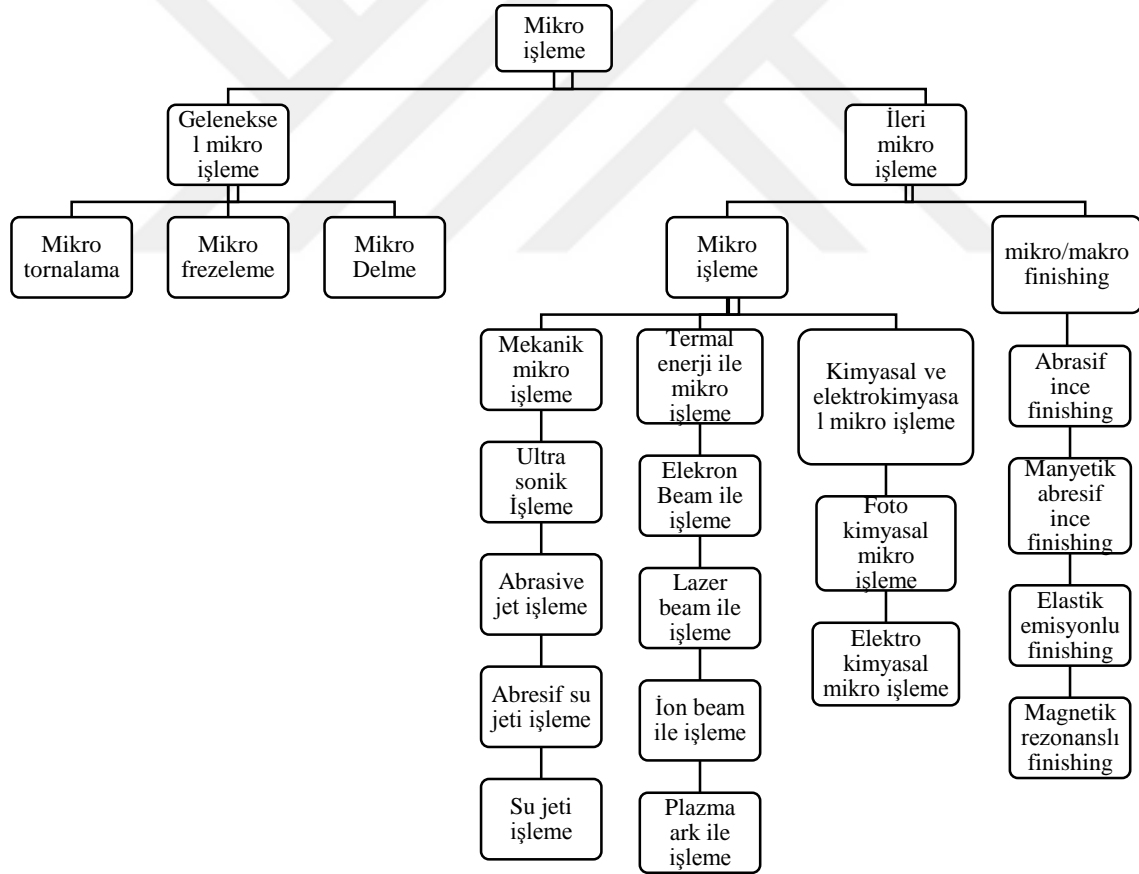 Mikro
işleme
Gelenekse
l mikro
işleme
İleri
mikro
işleme
Mikro
tornalama
Mikro
frezeleme
Mikro
Delme
Mikro
işleme
mikro/makro
finishing
Mekanik
mikro
işleme
Ultra
sonik
İşleme
Abrasive
jet işleme
Abresif su
jeti işleme
Su jeti
işleme
Termal
enerji ile
mikro
işleme
Elekron
Beam ile
işleme
Lazer
beam ile
işleme
İon beam
ile işleme
Plazma
ark ile
işleme
Kimyasal ve
elektrokimyasa
l mikro işleme
Foto
kimyasal
mikro
işleme
Elektro
kimyasal
mikro işleme
Abrasif
ince
finishing
Manyetik
abresif
ince
finishing
Elastik
emisyonlu
finishing
Magnetik
rezonanslı
finishing